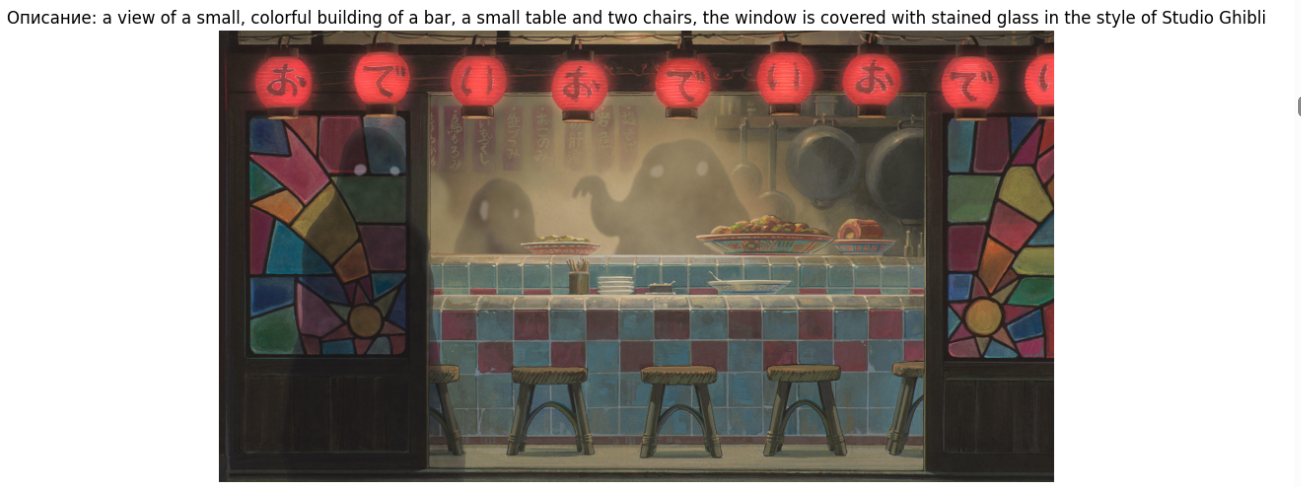 Описание: a view of a small, colorful building of a bar, a small table and two chairs, the window is covered with stained glass in the style of Studio Ghibli
お で い お で い お で い